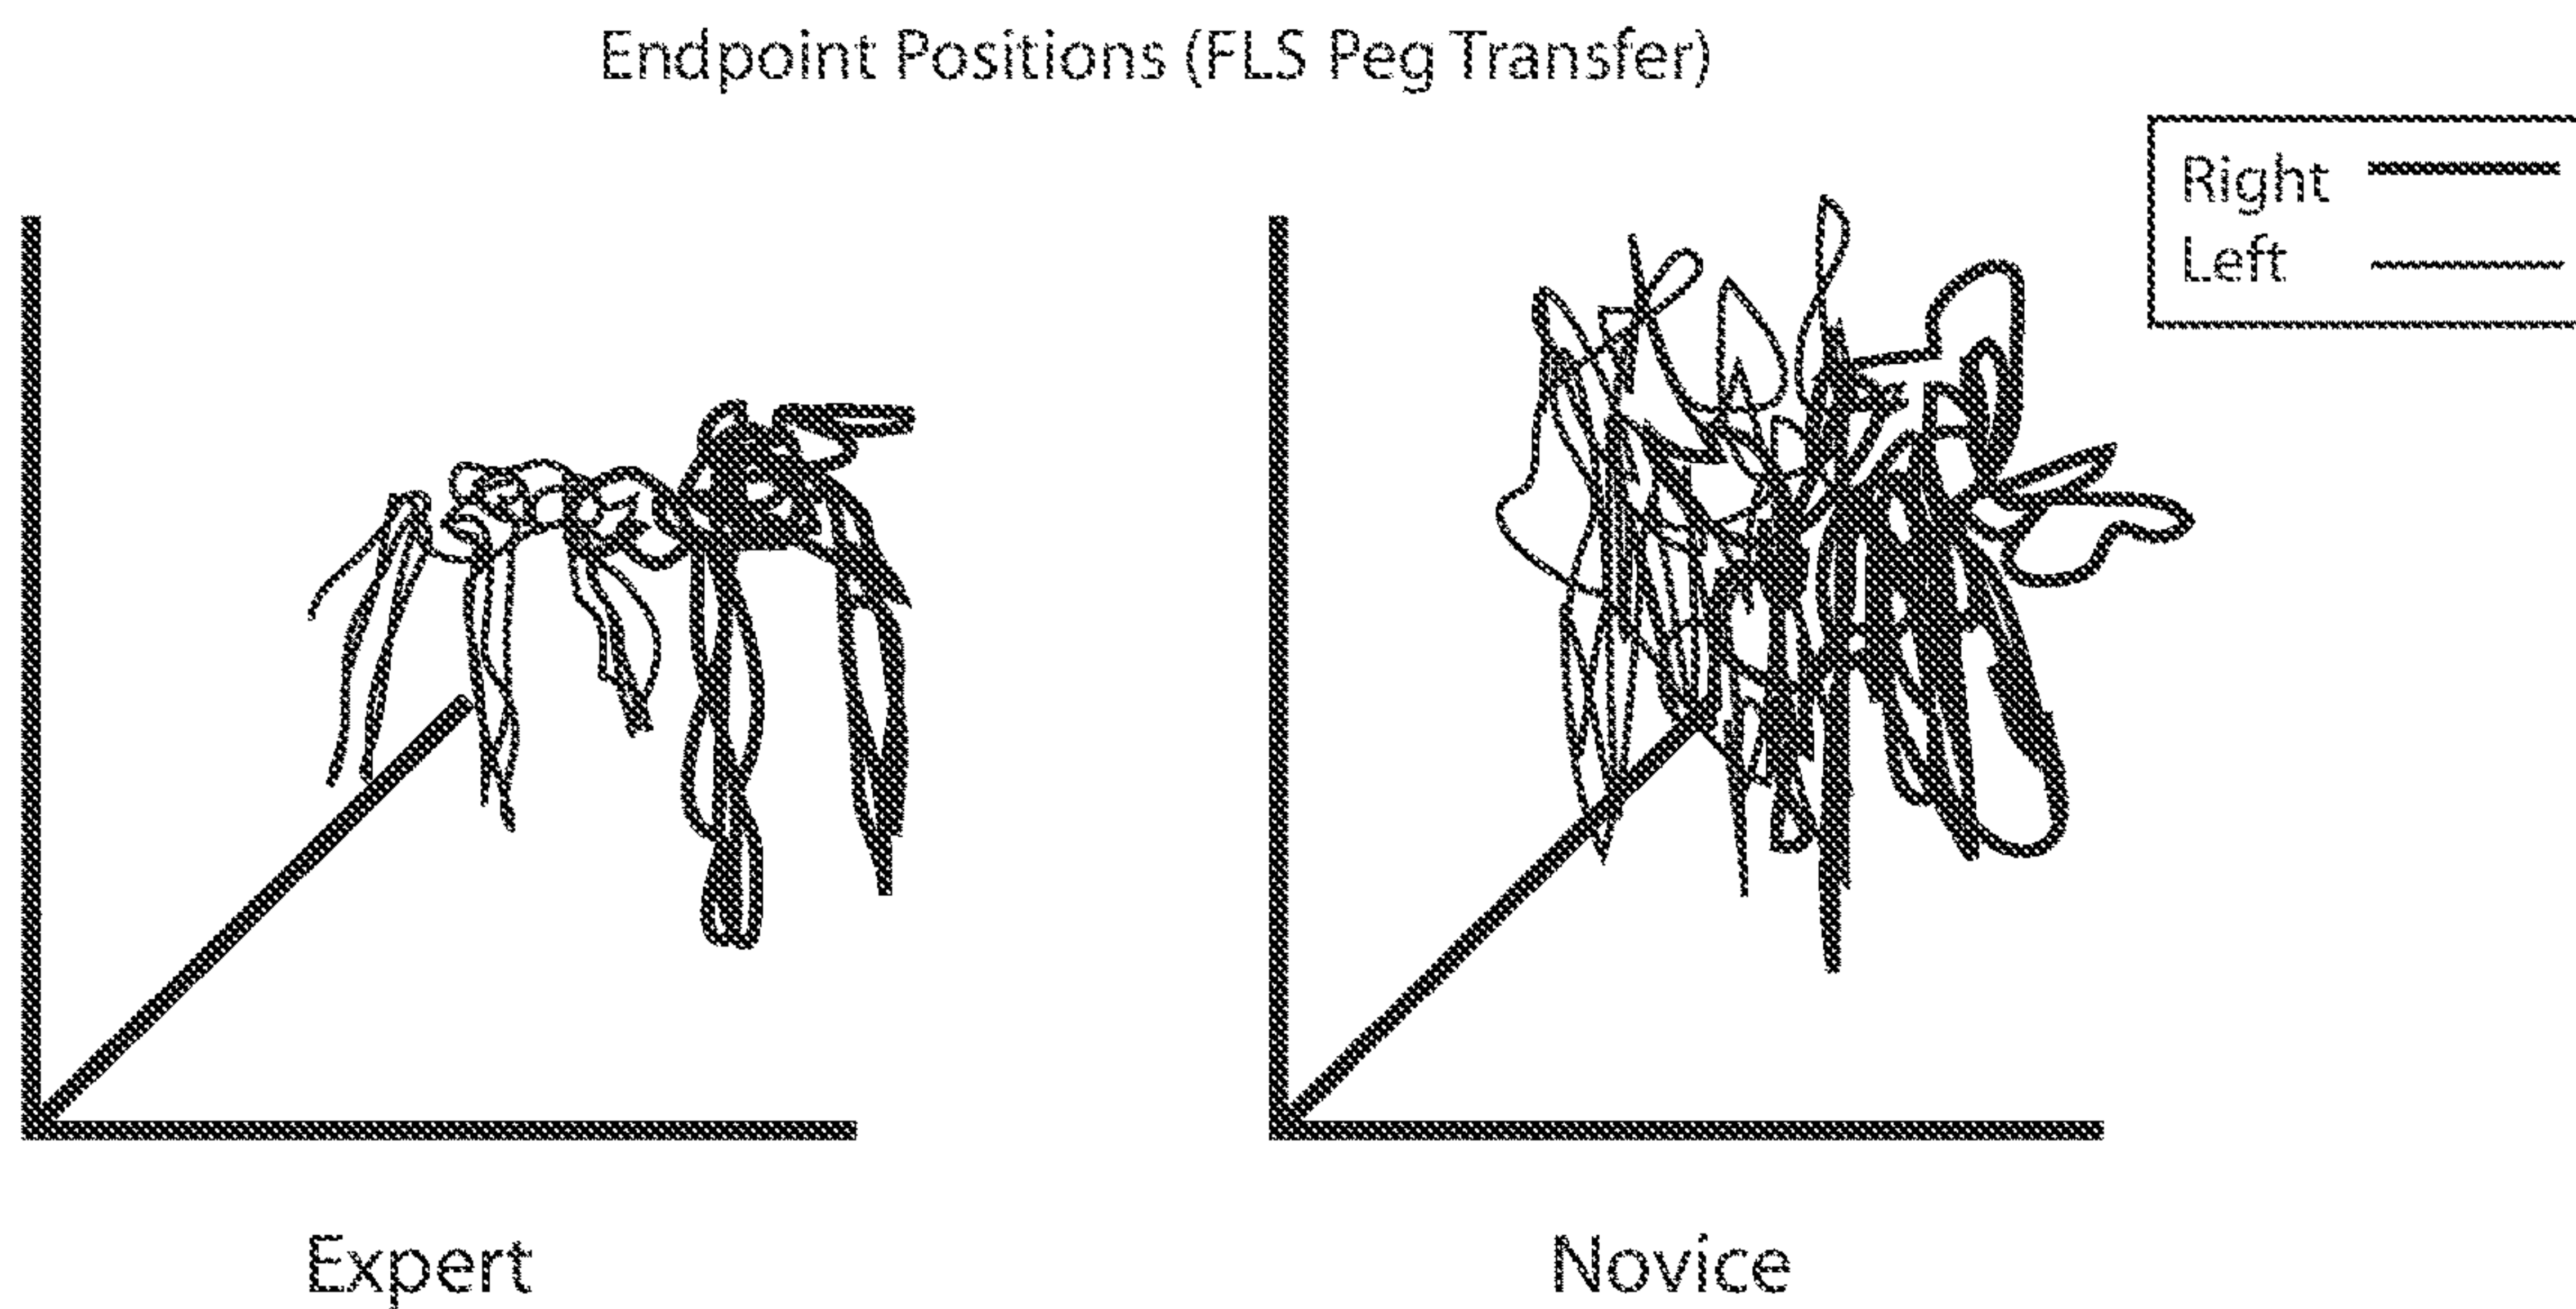 Endpoint Positions (FLS Peg Transfer)
Right
Left
Expert
Novice